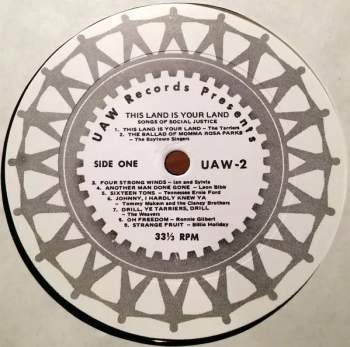 UAW Records Presents
THIS LAND IS YOUR LAND
SONGS OF SOCIAL JUSTICE
1. THIS LAND IS YOUR LAND – The Tarriers
2. THE BALLAD OF MOMMA ROSA PARKS
– The Baytown Singers
SIDE ONE
UAW-2
3. FOUR STRONG WINDS – Ian and Sylvia
4. ANOTHER MAN DONE GONE – Leon Bibb
5. SIXTEEN TONS – Tennessee Ernie Ford
6. JOHNNY, I HARDLY KNEW YA
– Tommy Makem and the Clancy Brothers
7. DRILL, YE TARRIERS, DRILL
– The Weavers
8. OH FREEDOM – Ronnie Gilbert
9. STRANGE FRUIT – Billie Holiday
33⅓ RPM